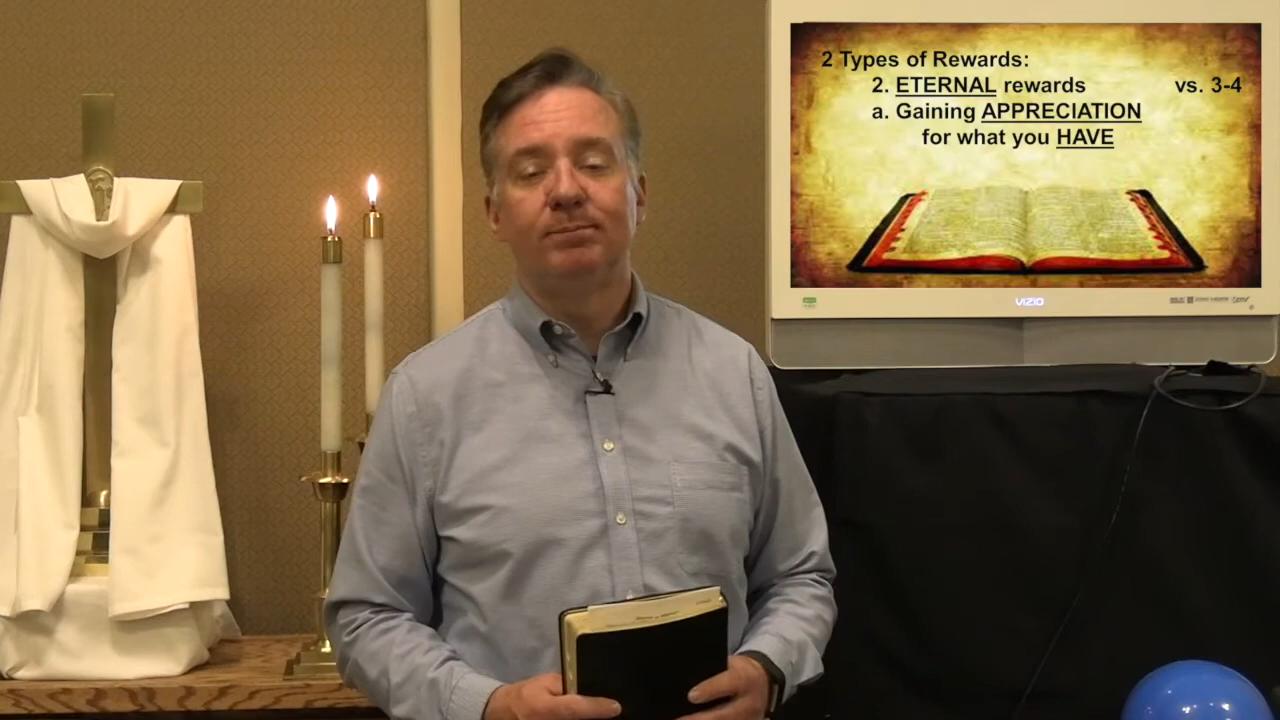 2 Types of Rewards:
2. ETERNAL rewards vs. 3-4
a. Gaining APPRECIATION
for what you HAVE
VIZIO